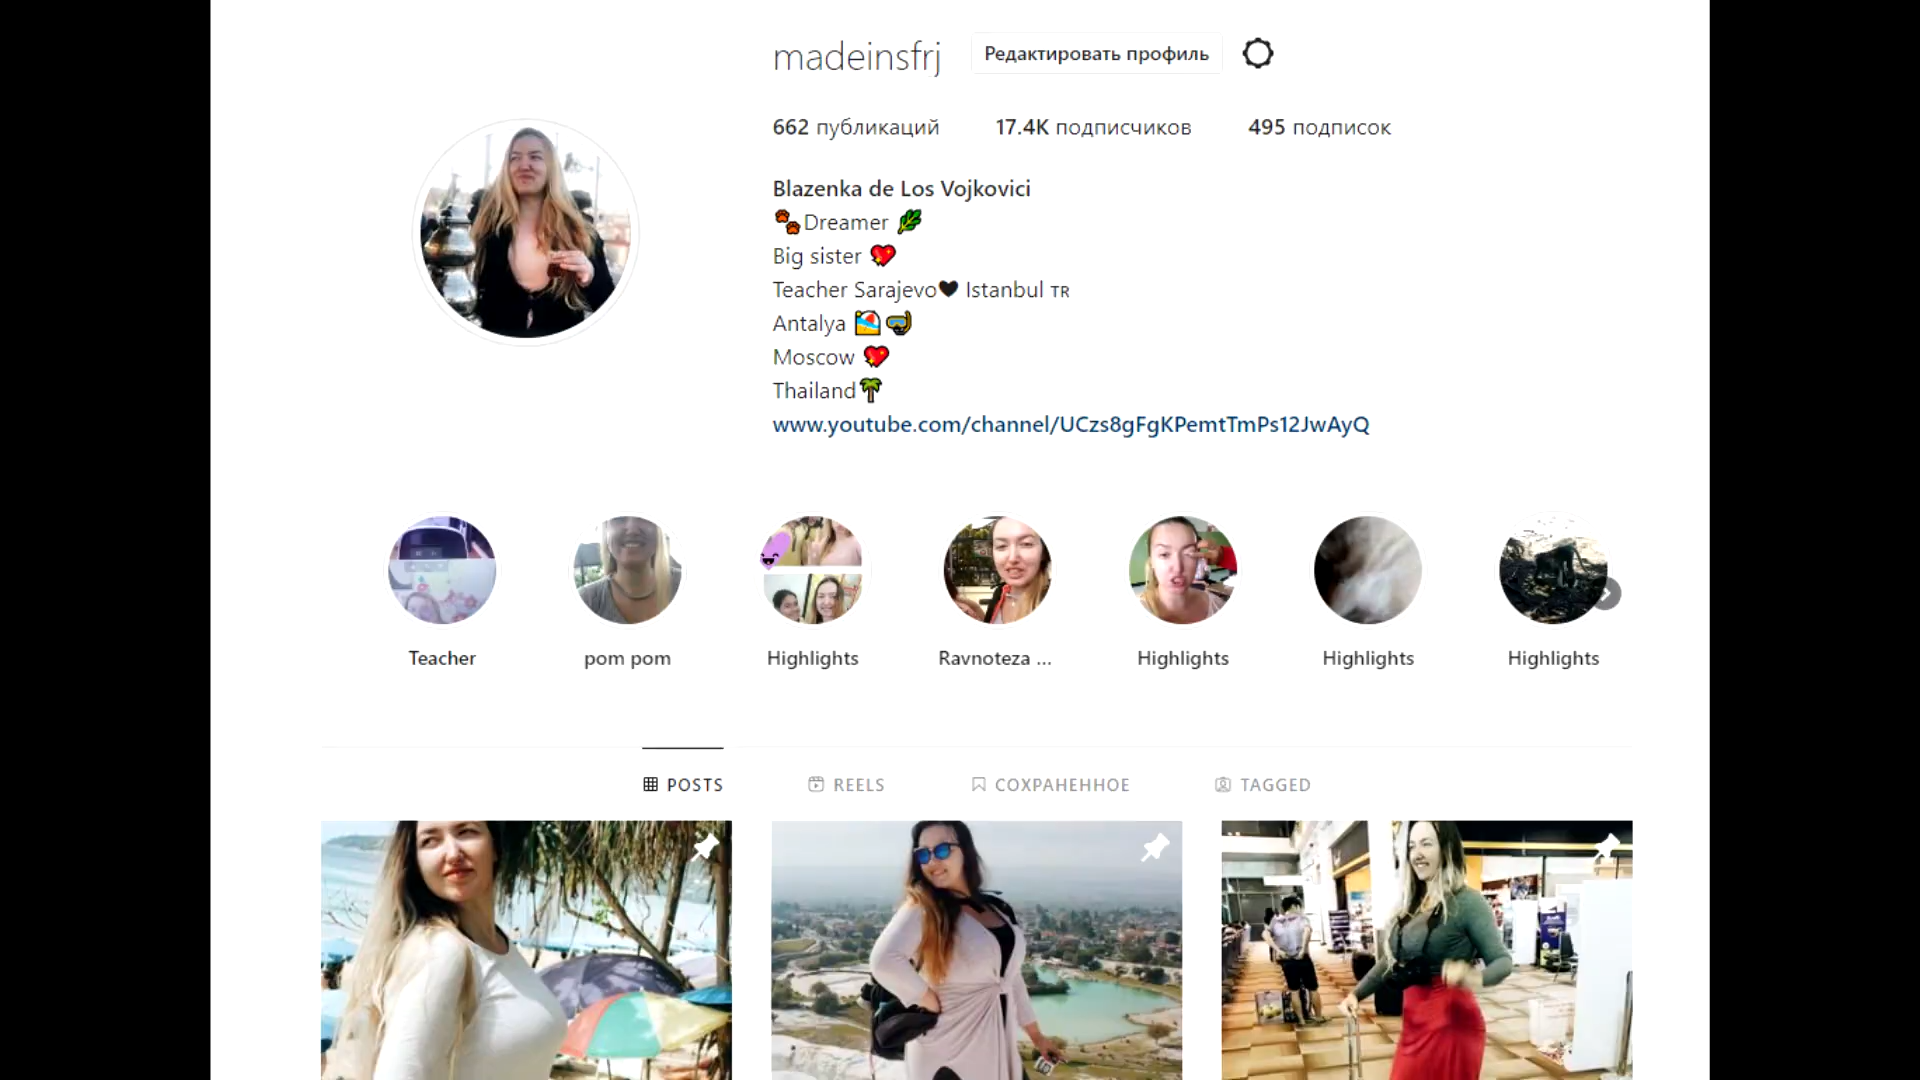 madeinsfrj Редактировать профиль
662 публикаций 17.4K подписчиков 495 подписок
Blazenka de Los Vojkovici
🐾Dreamer 🌿
Big sister 💖
Teacher Sarajevo🖤 Istanbul TR
Antalya 🏖🤿
Moscow 💖
Thailand🌴
www.youtube.com/channel/UCzs8gFgKPemtTmPs12JwAyQ
Teacher pom pom Highlights Ravnoteza ... Highlights Highlights Highlights
POSTS REELS СОХРАНЕННОЕ TAGGED